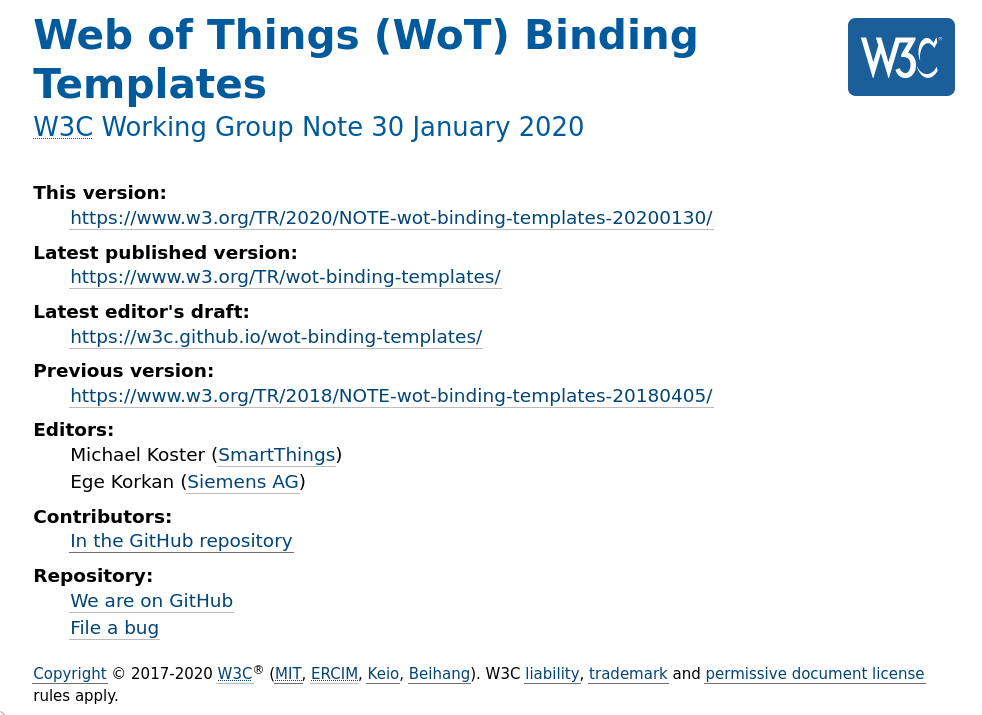 Web of Things (WoT) Binding
Templates
W3C®
W3C Working Group Note 30 January 2020
This version:
https://www.w3.org/TR/2020/NOTE-wot-binding-templates-20200130/
Latest published version:
https://www.w3.org/TR/wot-binding-templates/
Latest editor's draft:
https://w3c.github.io/wot-binding-templates/
Previous version:
https://www.w3.org/TR/2018/NOTE-wot-binding-templates-20180405/
Editors:
Michael Koster (SmartThings)
Ege Korkan (Siemens AG)
Contributors:
In the GitHub repository
Repository:
We are on GitHub
File a bug
Copyright © 2017-2020 W3C® (MIT, ERCIM, Keio, Beihang). W3C liability, trademark and permissive document license
rules apply.